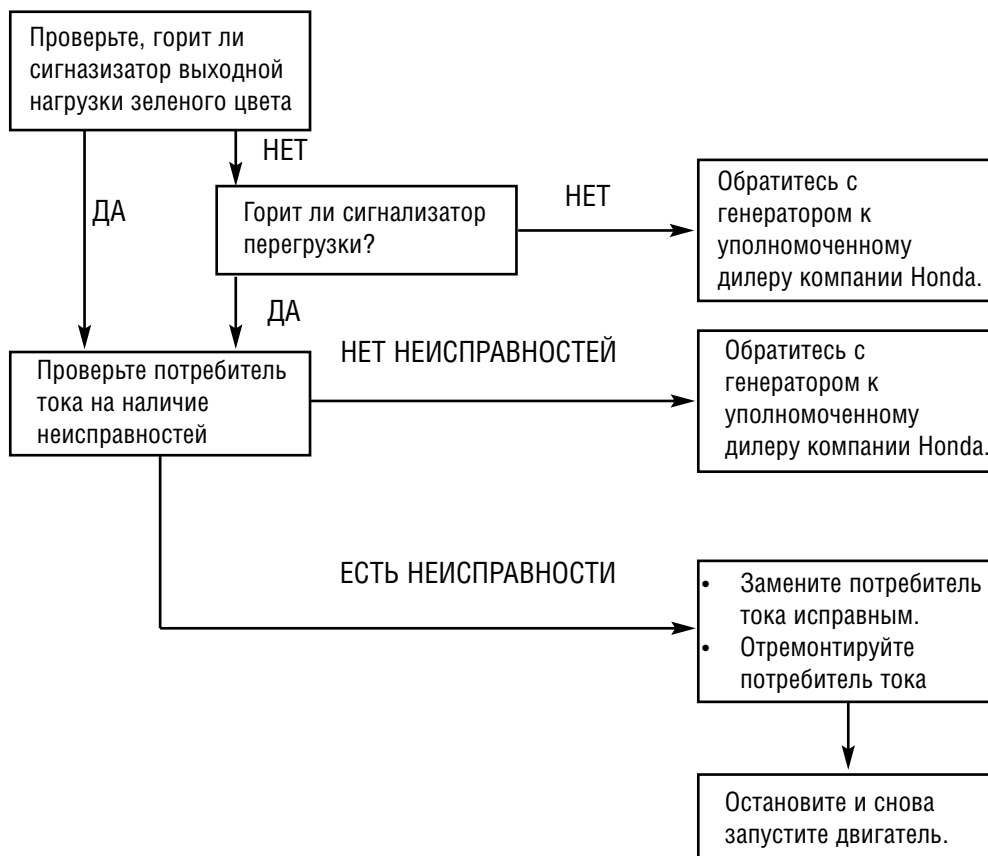 Проверьте, горит ли
сигназизатор выходной
нагрузки зеленого цвета
НЕТ
ДА
Горит ли сигнализатор
перегрузки?
НЕТ
Обратитесь с
генератором к
уполномоченному
дилеру компании Honda.
ДА
Проверьте потребитель
тока на наличие
неисправностей
НЕТ НЕИСПРАВНОСТЕЙ
Обратитесь с
генератором к
уполномоченному
дилеру компании Honda.
ЕСТЬ НЕИСПРАВНОСТИ
• Замените потребитель
тока исправным.
• Отремонтируйте
потребитель тока
Остановите и снова
запустите двигатель.